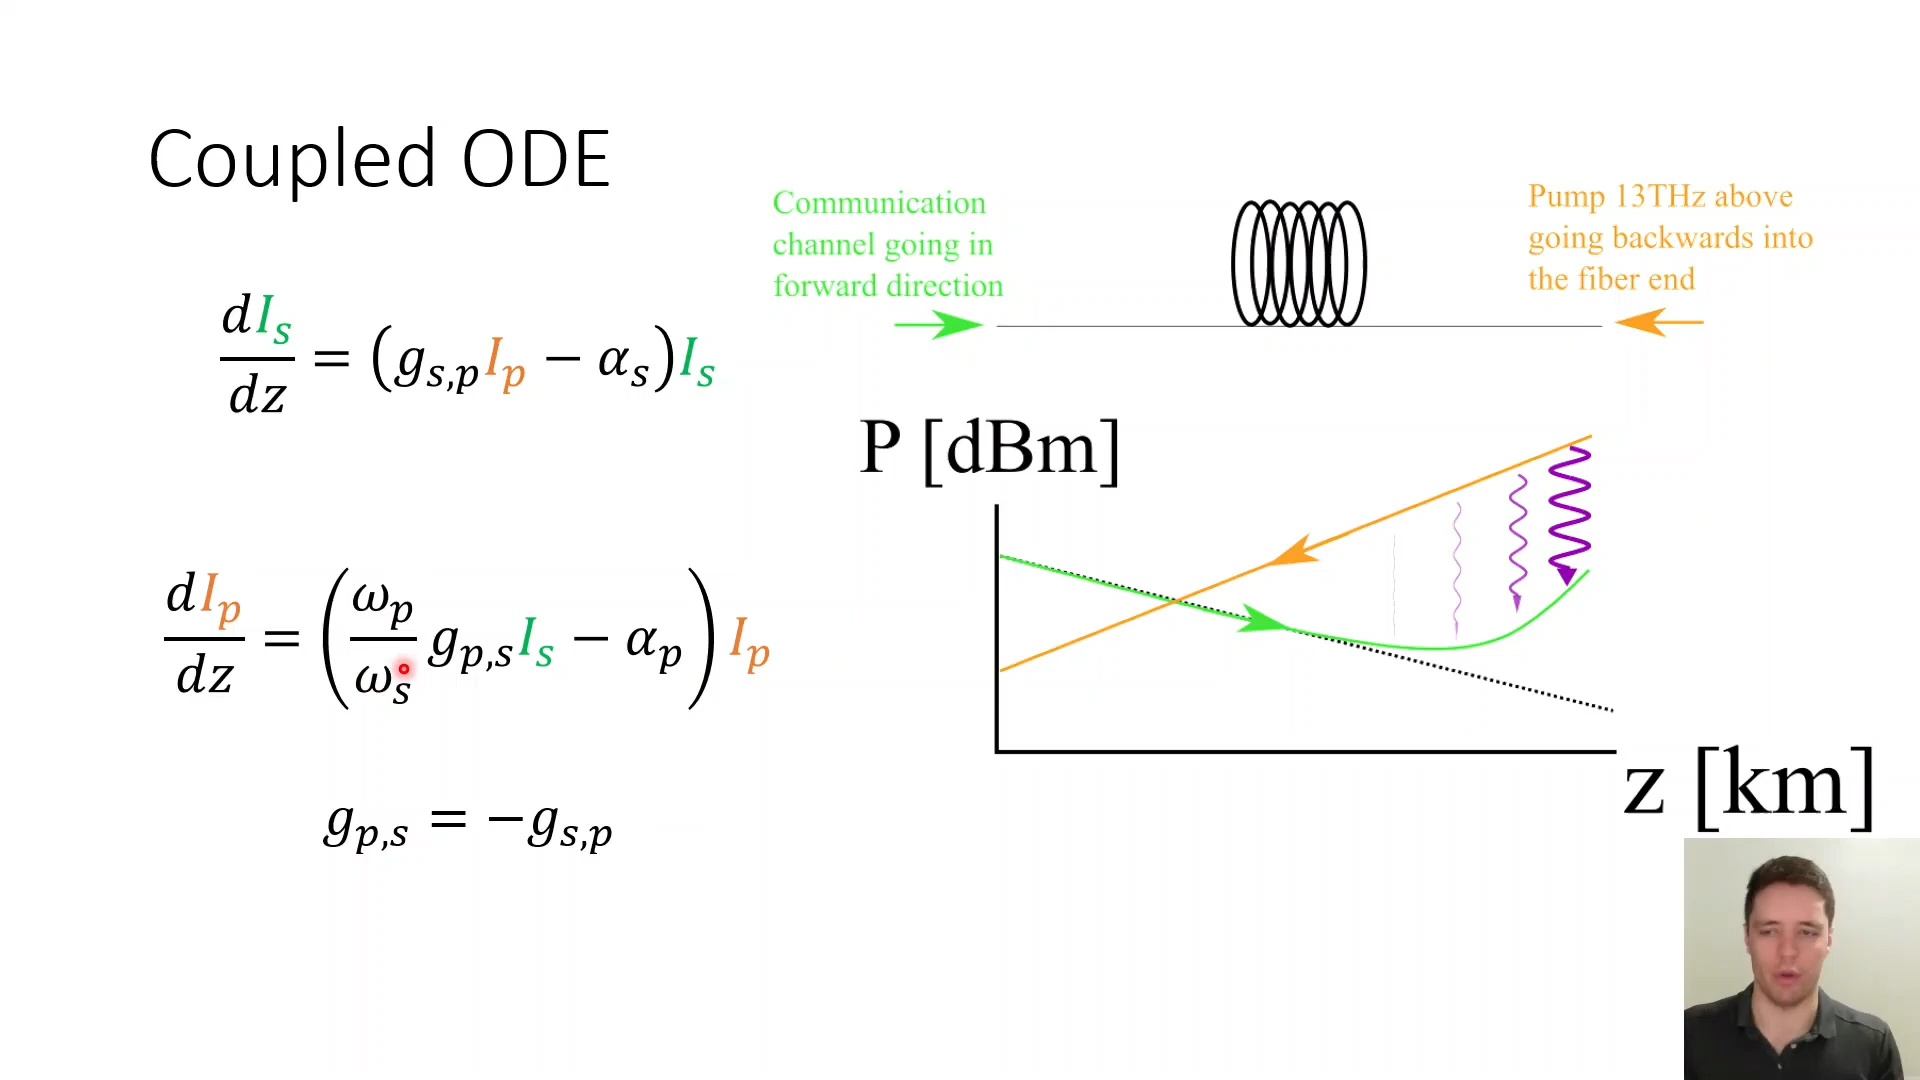 Coupled ODE
dI_s/dz = (g_{s,p}I_p − α_s)I_s
dI_p/dz = (ω_p/ω_s g_{p,s}I_s − α_p) I_p
g_{p,s} = −g_{s,p}
Communication
channel going in
forward direction
Pump 13THz above
going backwards into
the fiber end
P [dBm]
z [km]